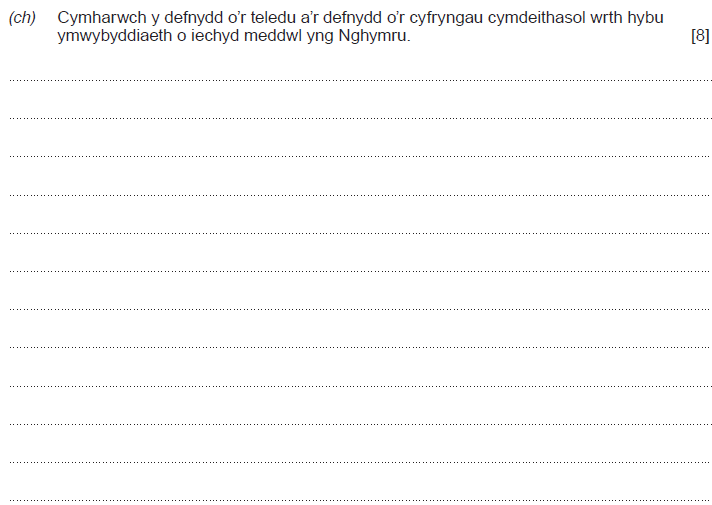 (ch) Cymharwch y defnydd o'r teledu a'r defnydd o'r cyfryngau cymdeithasol wrth hybu
ymwybyddiaeth o iechyd meddwl yng Nghymru. [8]